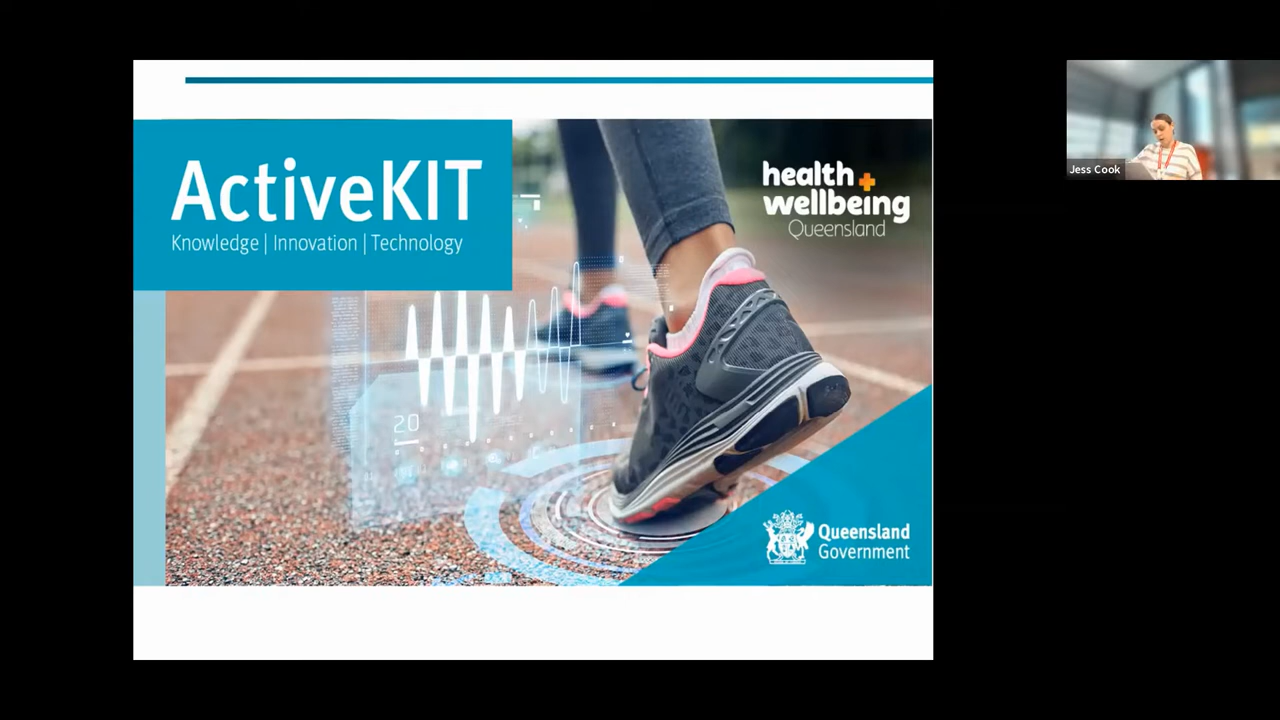 ActiveKIT
Knowledge | Innovation | Technology
health +
wellbeing
Queensland
20
Queensland
Government
Jess Cook